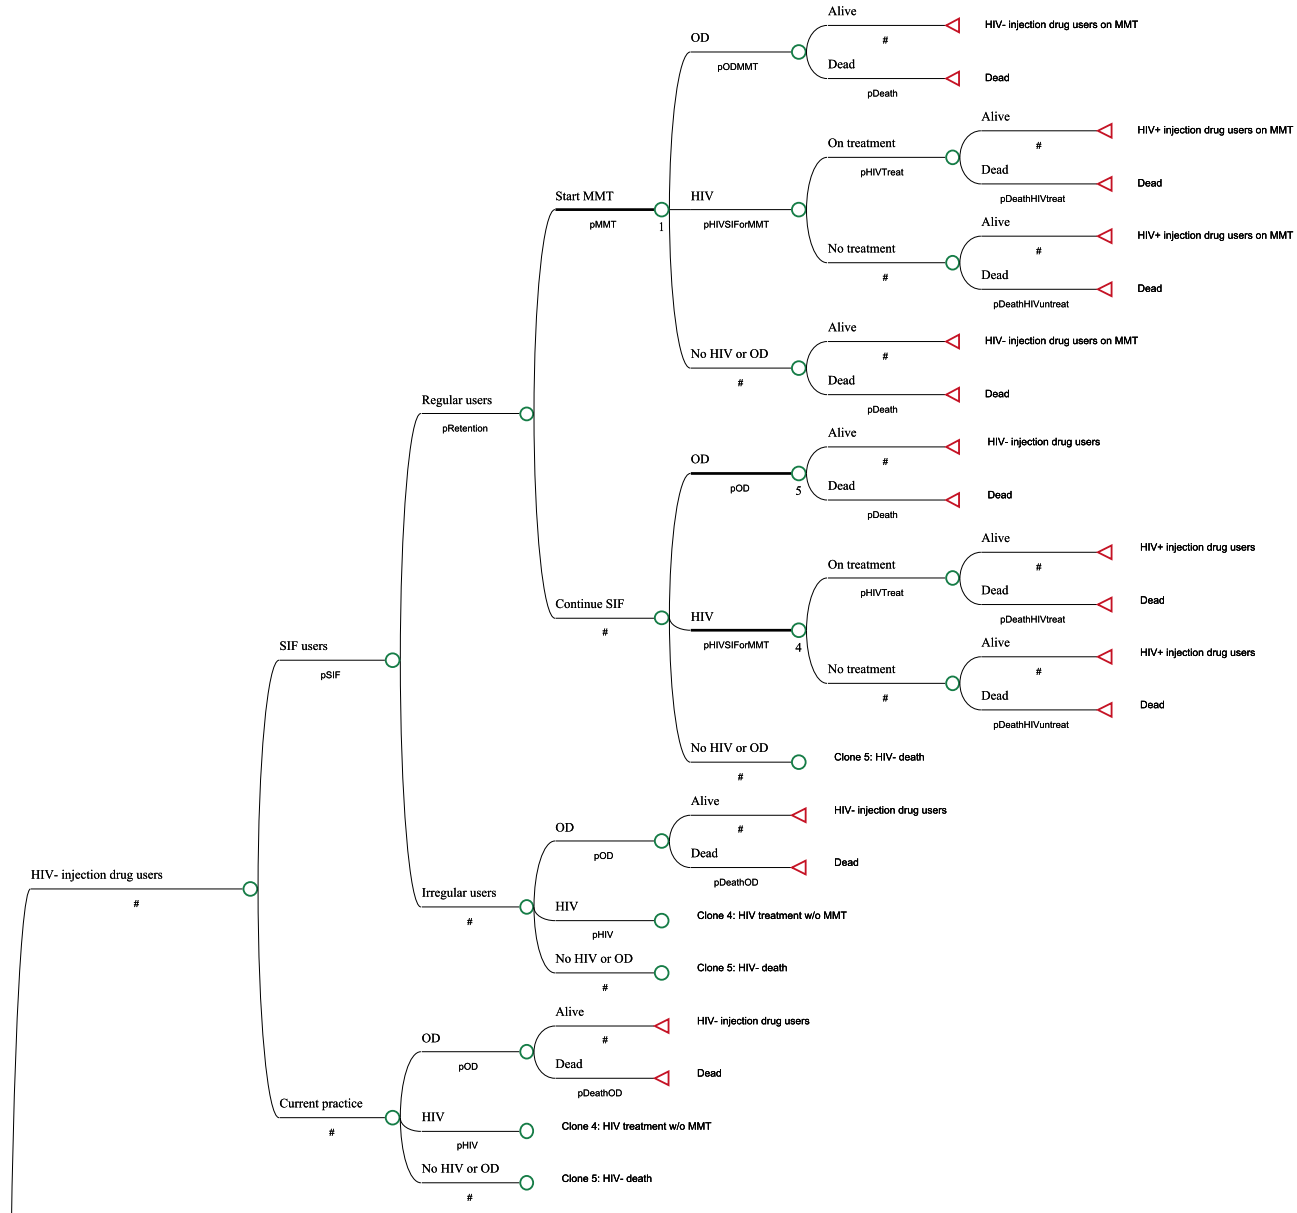 Alive
HIV- injection drug users on MMT
OD
#
pODMMT
Dead
Dead
pDeath
Alive
HIV+ injection drug users on MMT
On treatment
#
pHIVTreat
Dead
Dead
pDeathHIVtreat
Start MMT
HIV
pMMT
1
pHIVSIForMMT
Alive
HIV+ injection drug users on MMT
No treatment
#
#
Dead
Dead
pDeathHIVuntreat
Alive
HIV- injection drug users on MMT
No HIV or OD
#
#
Dead
Dead
pDeath
Regular users
pRetention
Alive
HIV- injection drug users
OD
#
pOD
5
Dead
Dead
pDeath
Alive
HIV+ injection drug users
On treatment
#
pHIVTreat
Dead
Dead
pDeathHIVtreat
Continue SIF
#
HIV
pHIVSIForMMT
4
Alive
HIV+ injection drug users
No treatment
#
#
Dead
Dead
pDeathHIVuntreat
No HIV or OD
#
Clone 5: HIV- death
SIF users
pSIF
Alive
HIV- injection drug users
OD
#
pOD
Dead
Dead
pDeathOD
Irregular users
#
HIV
pHIV
Clone 4: HIV treatment w/o MMT
No HIV or OD
#
Clone 5: HIV- death
HIV- injection drug users
#
Alive
HIV- injection drug users
OD
#
pOD
Dead
Dead
pDeathOD
Current practice
#
HIV
pHIV
Clone 4: HIV treatment w/o MMT
No HIV or OD
#
Clone 5: HIV- death